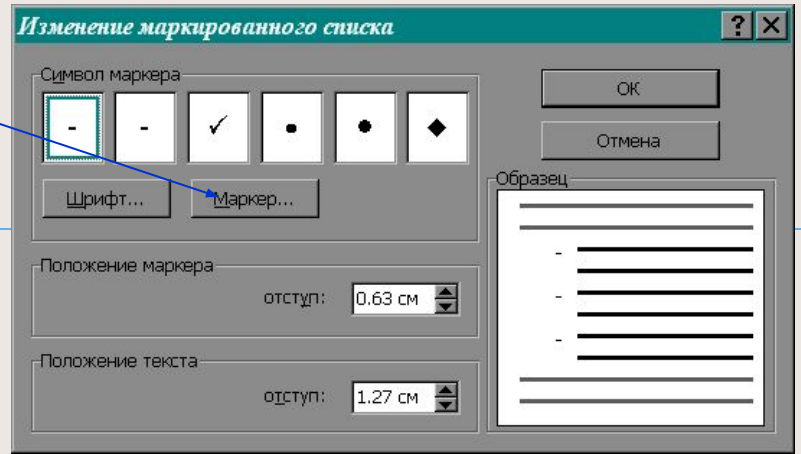 Изменение маркированного списка
Символ маркера
Шрифт...
Маркер...
ОК
Отмена
Образец
Положение маркера
отступ:
0.63 см
Положение текста
отступ:
1.27 см